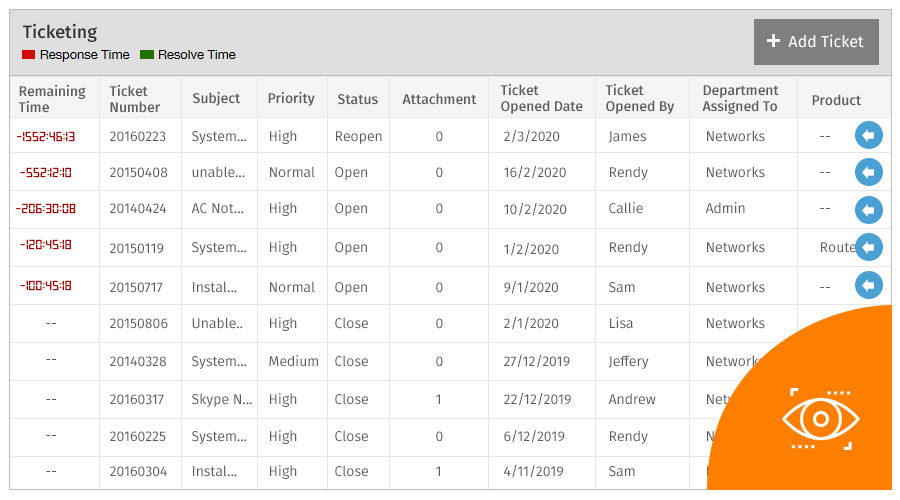 Ticketing
Response Time Resolve Time
+ Add Ticket
Remaining Time Ticket Number Subject Priority Status Attachment Ticket Opened Date Ticket Opened By Department Assigned To Product
-1552:46:13 20160223 System... High Reopen 0 2/3/2020 James Networks --
-552:12:10 20150408 unable... Normal Open 0 16/2/2020 Rendy Networks --
-206:30:08 20140424 AC Not... High Open 0 10/2/2020 Callie Admin --
-120:45:18 20150119 System... High Open 0 1/2/2020 Rendy Networks Route
-100:45:18 20150717 Instal... Normal Open 0 9/1/2020 Sam Networks --
-- 20150806 Unable.. High Close 0 2/1/2020 Lisa Networks
-- 20140328 System... Medium Close 0 27/12/2019 Jeffery Network
-- 20160317 Skype N... High Close 1 22/12/2019 Andrew Net
-- 20160225 System... High Close 0 6/12/2019 Rendy N
-- 20160304 Instal... High Close 1 4/11/2019 Sam